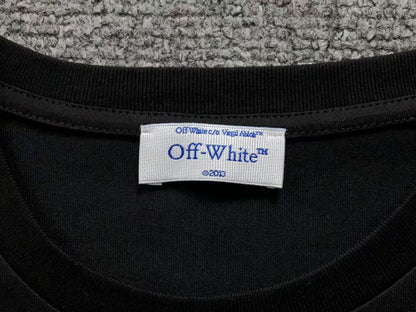 Off-White c/o Virgil Abloh™
Off-White™
©2013